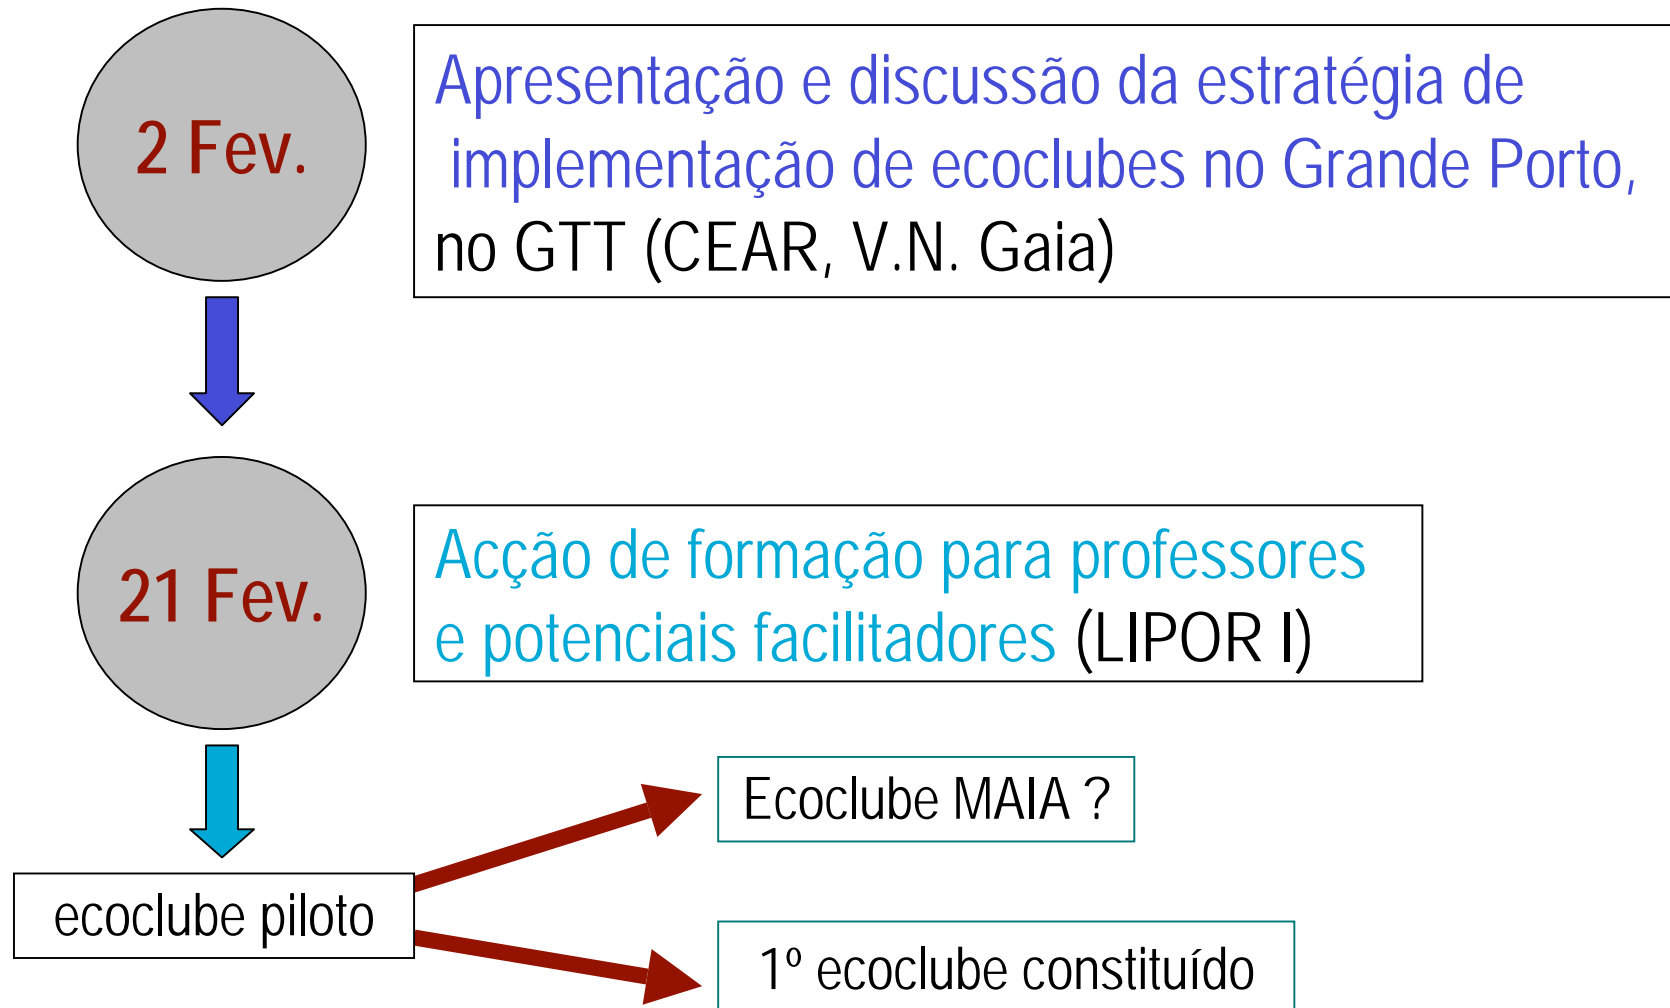 2 Fev.
Apresentação e discussão da estratégia de
implementação de ecoclubes no Grande Porto,
no GTT (CEAR, V.N. Gaia)
21 Fev.
Acção de formação para professores
e potenciais facilitadores (LIPOR I)
Ecoclube MAIA ?
ecoclube piloto
1º ecoclube constituído